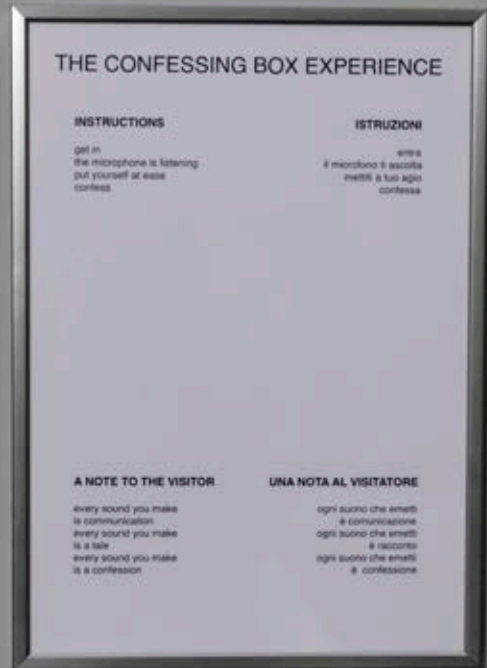 THE CONFESSING BOX EXPERIENCE
INSTRUCTIONS
get in
the microphone is listening
put yourself at ease
confess
ISTRUZIONI
entra
il microfono ti ascolta
mettiti a tuo agio
confessa
A NOTE TO THE VISITOR
every sound you make
is communication
every sound you make
is a tale
every sound you make
is a confession
UNA NOTA AL VISITATORE
ogni suono che emetti
è comunicazione
ogni suono che emetti
è racconto
ogni suono che emetti
è confessione